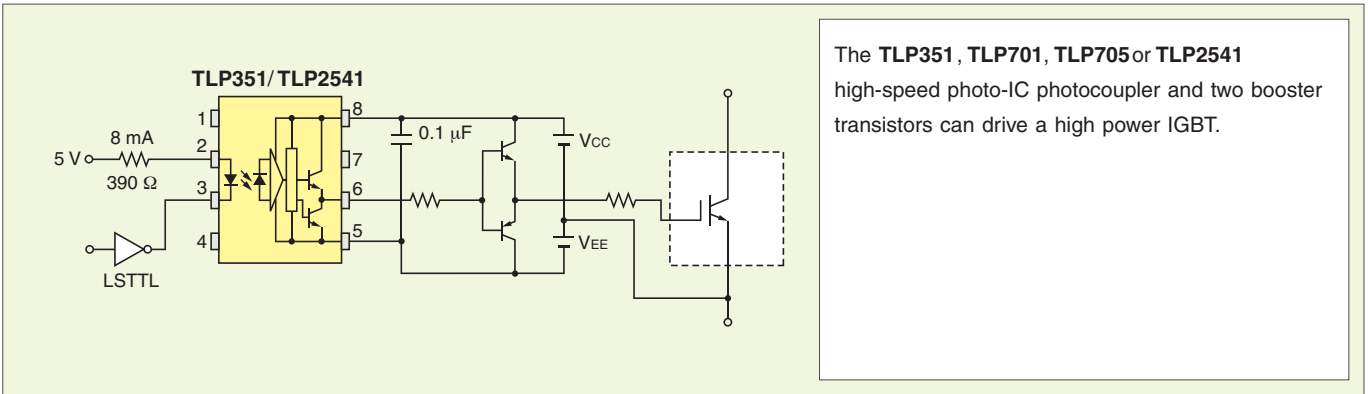 TLP351/ TLP2541
1
2
3
4
8
7
6
5
8 mA
5 V
390 Ω
LSTTL
0.1 μF
VCC
VEE
The TLP351, TLP701, TLP705 or TLP2541
high-speed photo-IC photocoupler and two booster
transistors can drive a high power IGBT.